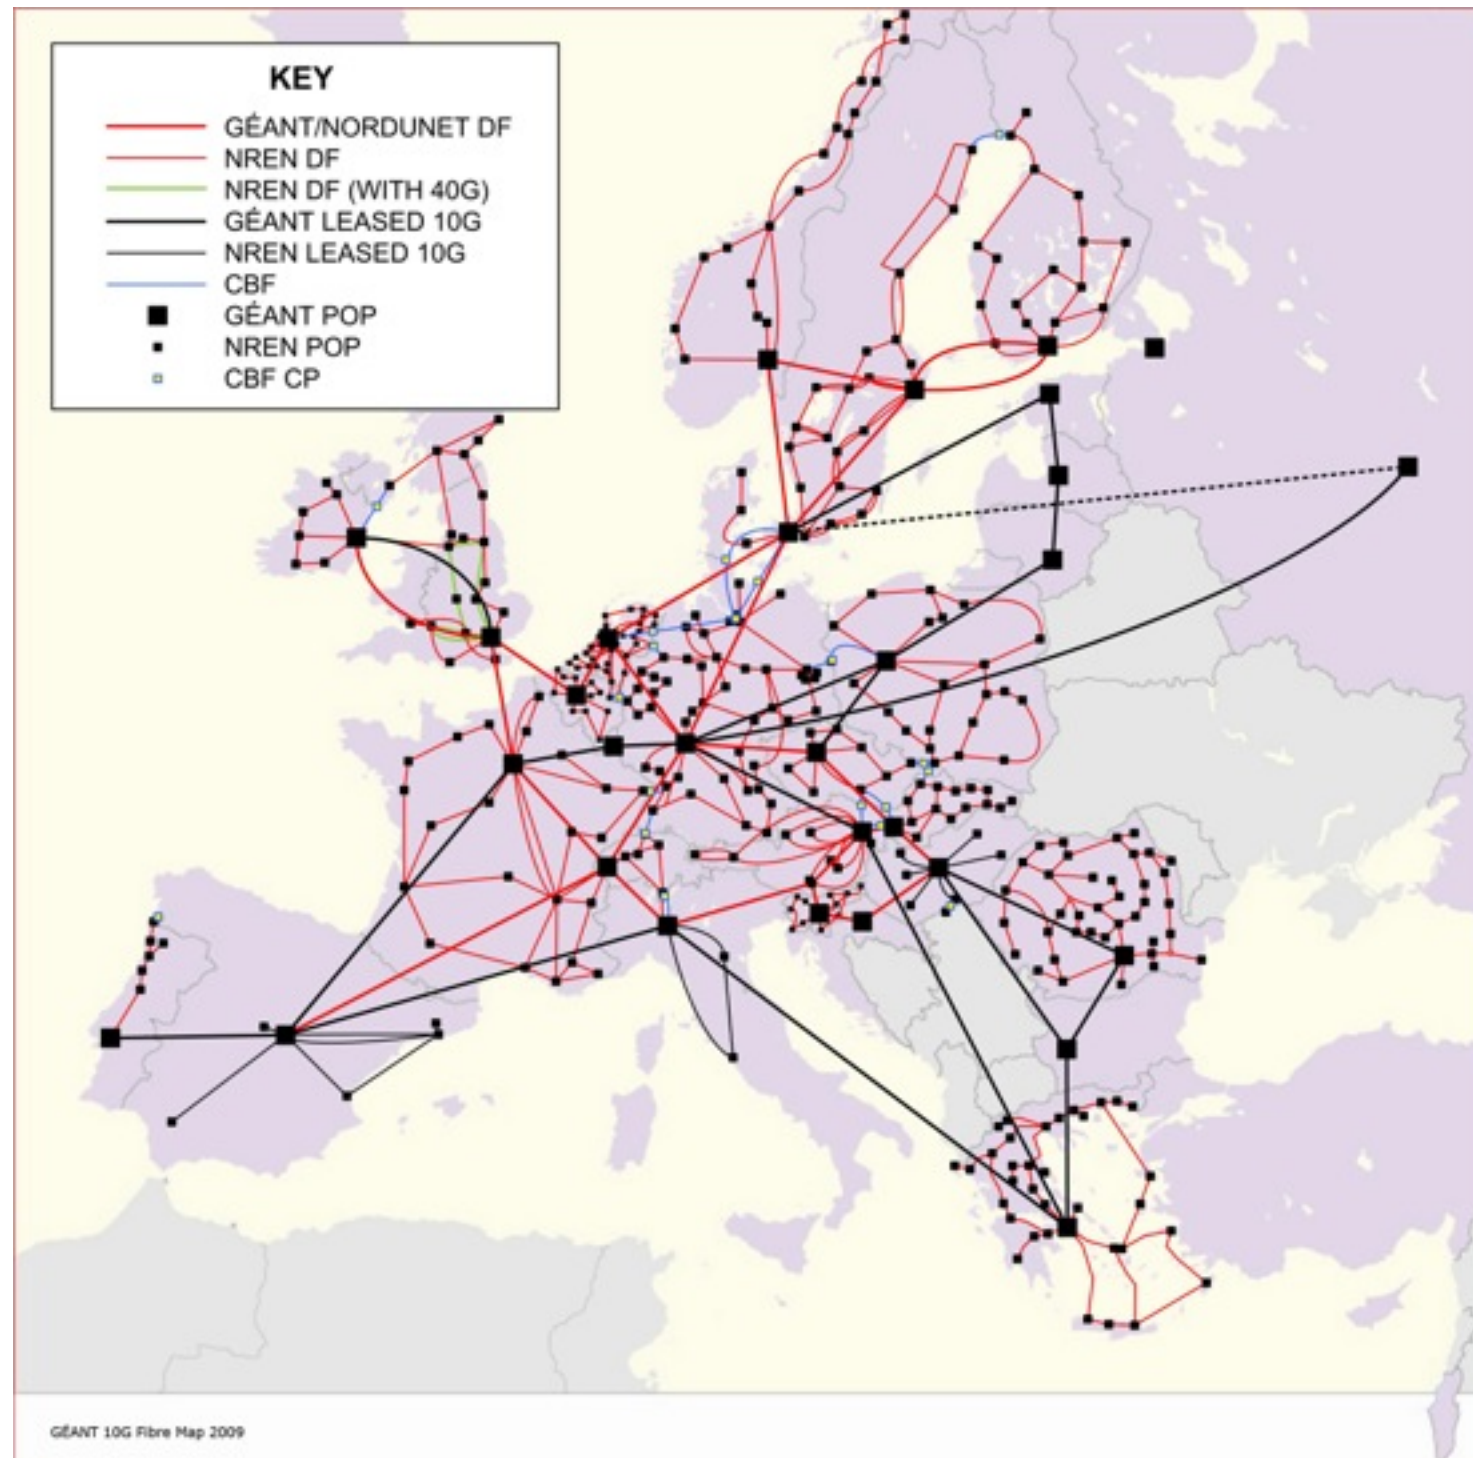 KEY
GÉANT/NORDUNET DF
NREN DF
NREN DF (WITH 40G)
GÉANT LEASED 10G
NREN LEASED 10G
CBF
GÉANT POP
NREN POP
CBF CP
GÉANT 10G Fibre Map 2009